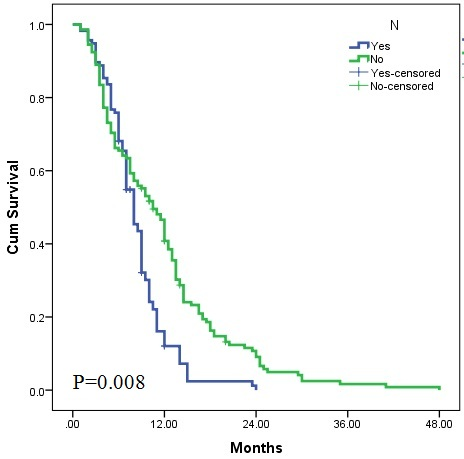 N
Yes
No
Yes-censored
No-censored
1.0
0.8
0.6
0.4
0.2
0.0
Cum Survival
P=0.008
.00 12.00 24.00 36.00 48.00
Months